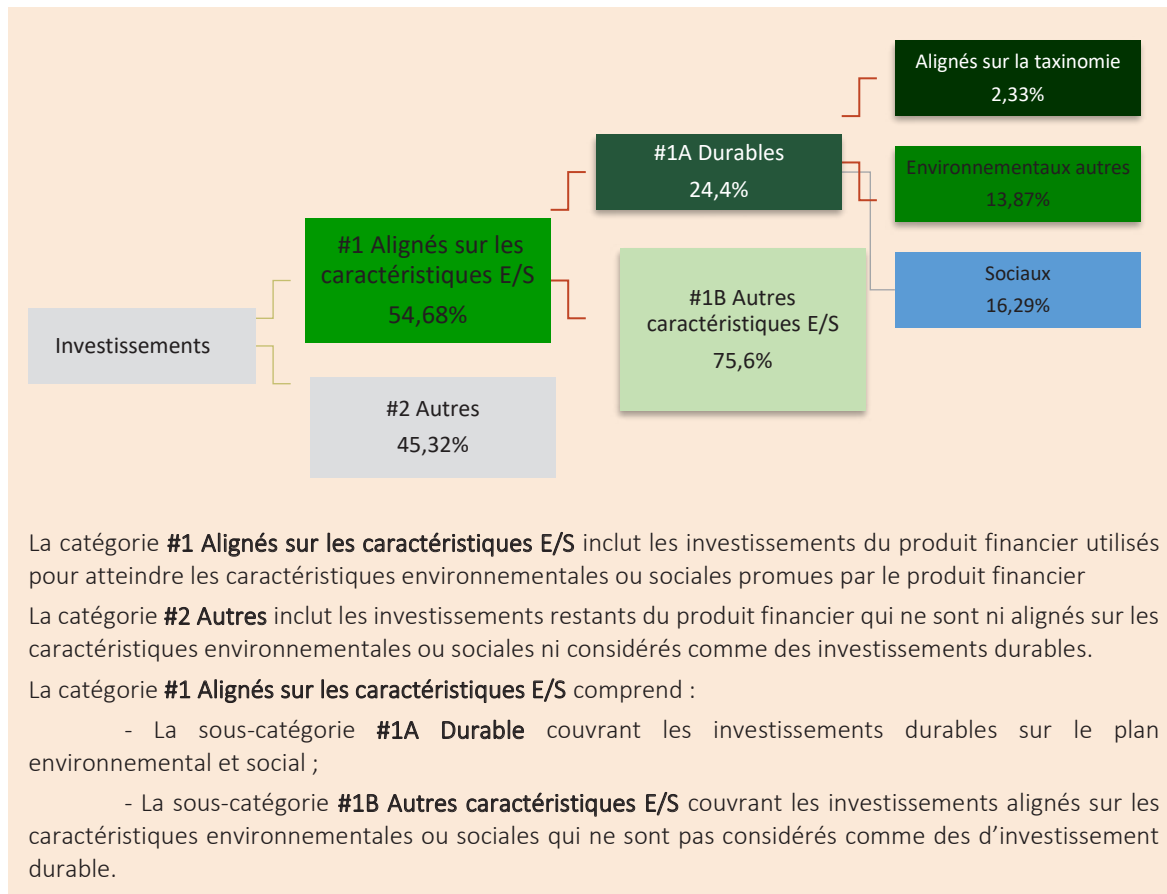 Alignés sur la taxinomie
2,33%
#1A Durables
24,4%
Environnementaux autres
13,87%
#1 Alignés sur les
caractéristiques E/S
54,68%
Sociaux
16,29%
#1B Autres
caractéristiques E/S
75,6%
Investissements
#2 Autres
45,32%
La catégorie #1 Alignés sur les caractéristiques E/S inclut les investissements du produit financier utilisés
pour atteindre les caractéristiques environnementales ou sociales promues par le produit financier
La catégorie #2 Autres inclut les investissements restants du produit financier qui ne sont ni alignés sur les
caractéristiques environnementales ou sociales ni considérés comme des investissements durables.
La catégorie #1 Alignés sur les caractéristiques E/S comprend :
- La sous-catégorie #1A Durable couvrant les investissements durables sur le plan
environnemental et social ;
- La sous-catégorie #1B Autres caractéristiques E/S couvrant les investissements alignés sur les
caractéristiques environnementales ou sociales qui ne sont pas considérés comme des d’investissement
durable.